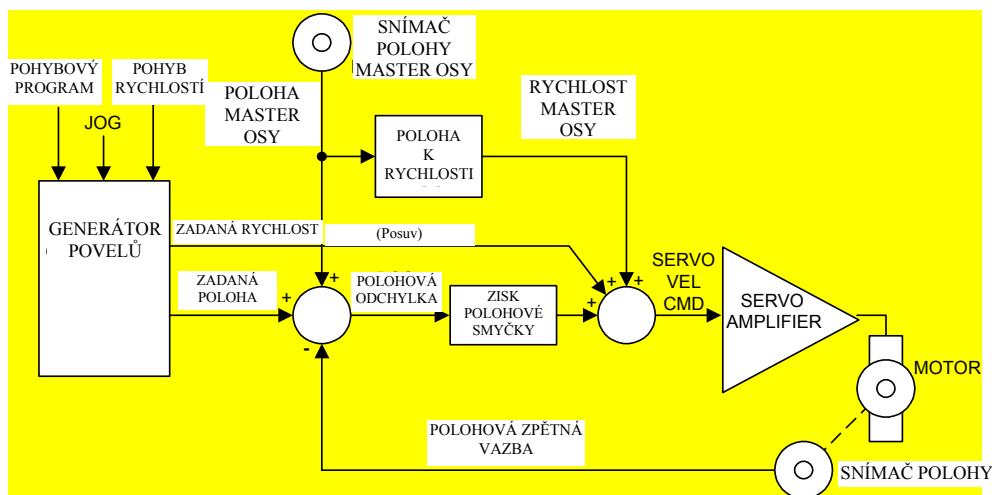 SNÍMAČ
POLOHY
MASTER OSY
POHYBOVÝ
PROGRAM
POHYB
RYCHLOSTÍ
JOG
POLOHA
MASTER
OSY
RYCHLOST
MASTER
OSY
POLOHA
K
RYCHLOSTI
GENERÁTOR
POVELŮ
ZADANÁ RYCHLOST
(Posuv)
ZADANÁ
POLOHA
+
+
-
POLOHOVÁ
ODCHYLKA
ZISK
POLOHOVÉ
SMYČKY
+
+
+
SERVO
VEL
CMD
SERVO
AMPLIFIER
MOTOR
POLOHOVÁ ZPĚTNÁ
VAZBA
SNÍMAČ POLOHY